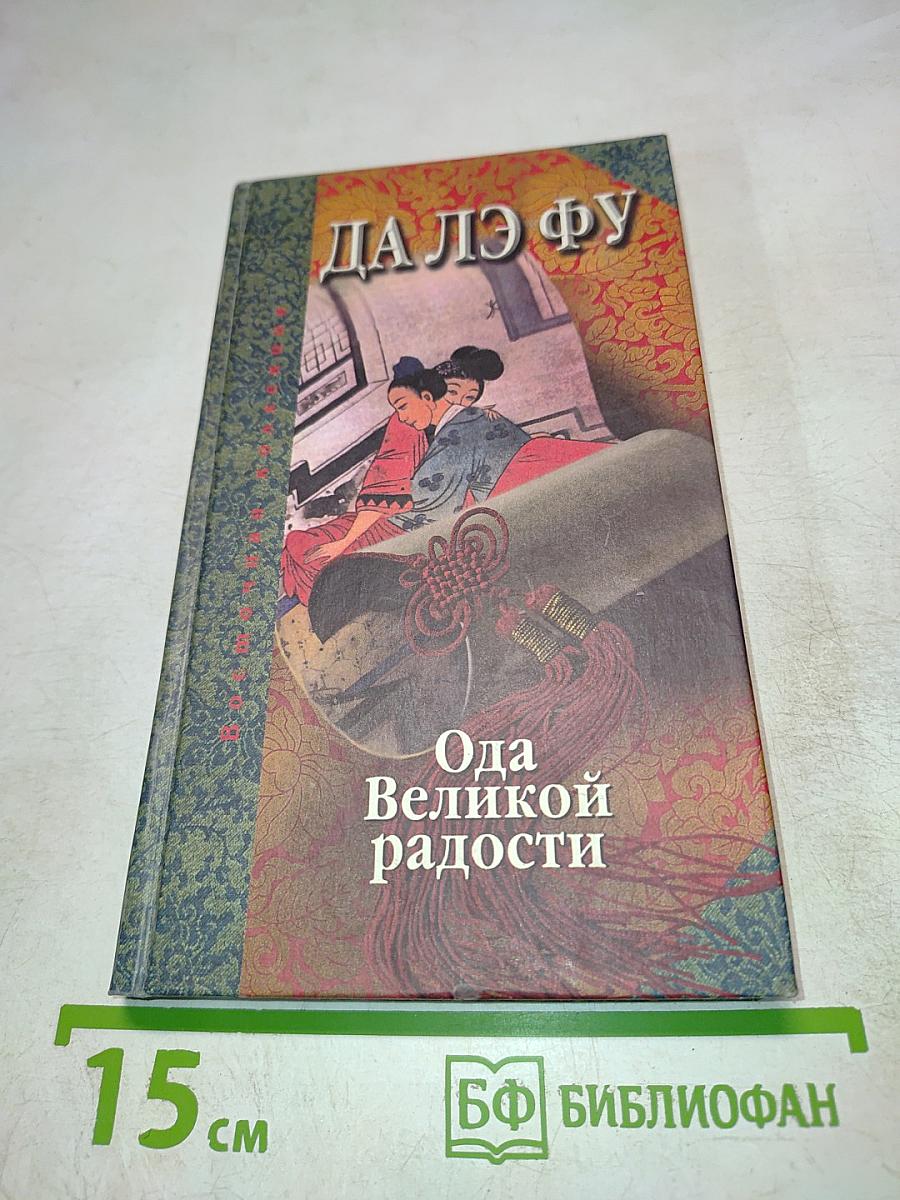 ДА ЛЭ ФУ
Восточная коллекция
Ода
Великой
радости
15 см
БФ БИБЛИОФАН